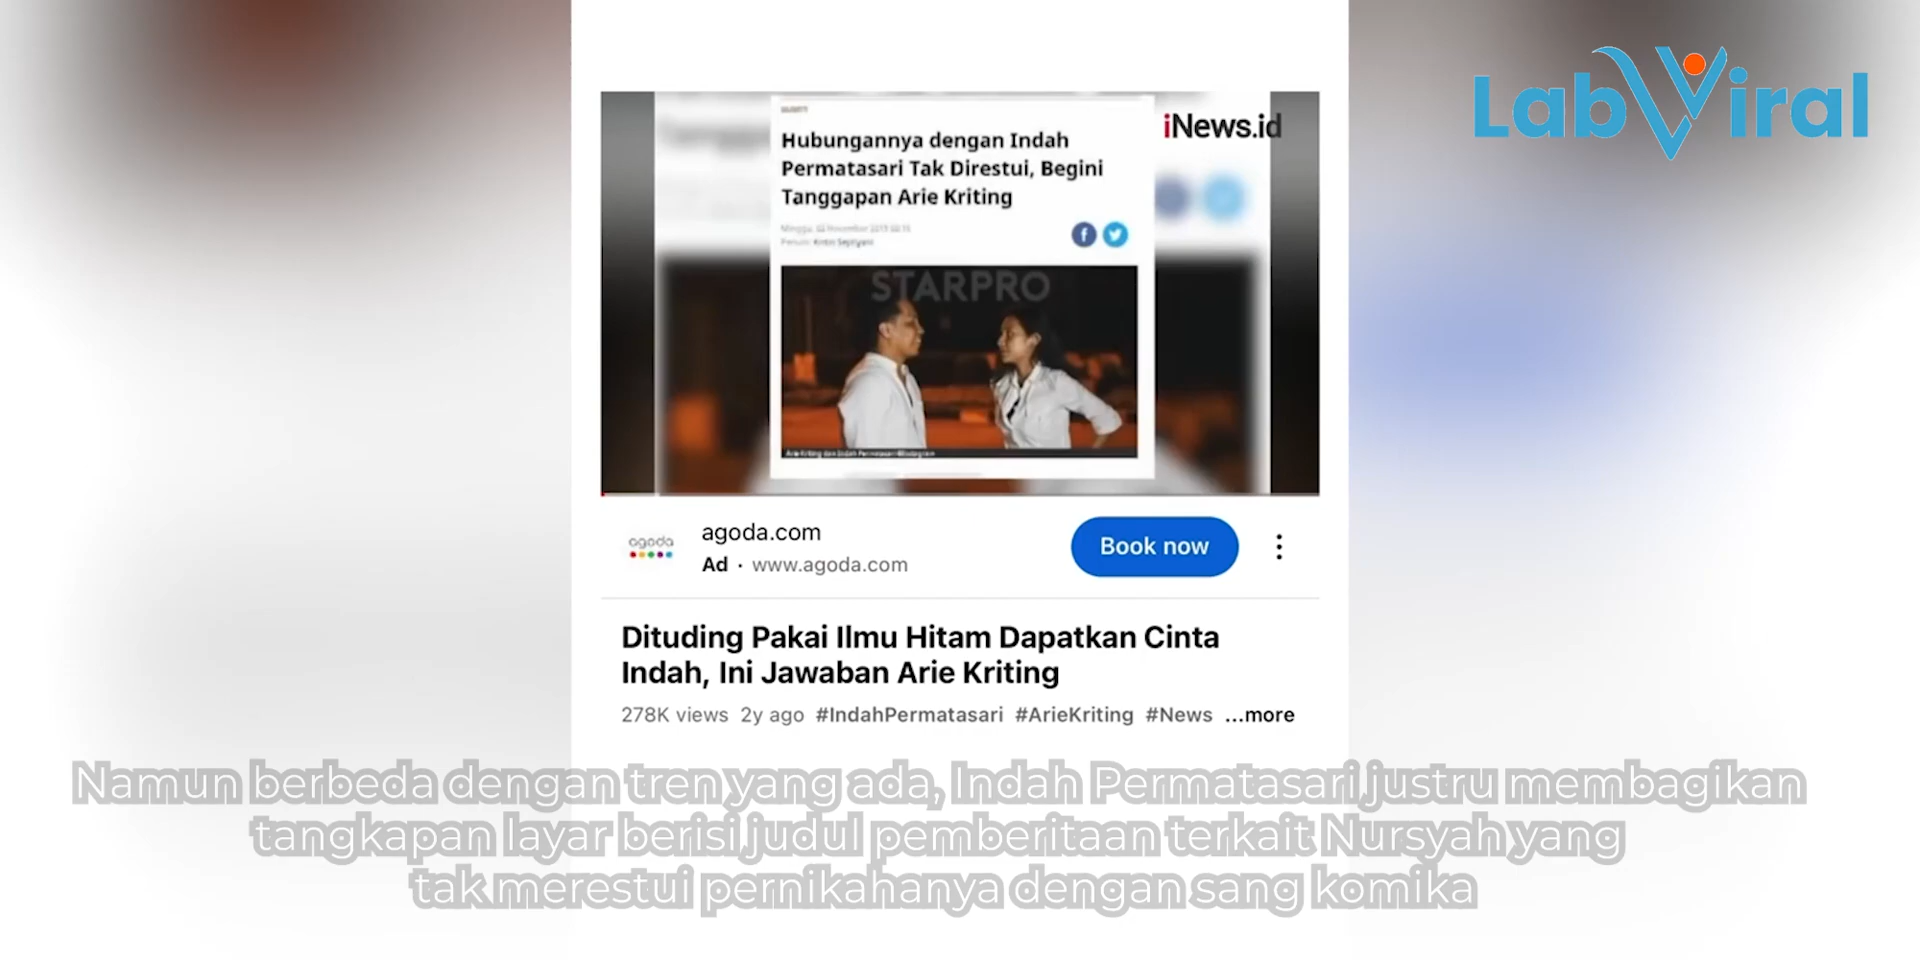 LabViral
iNews.id
Hubungannya dengan Indah
Permatasari Tak Direstui, Begini
Tanggapan Arie Kriting
STARPRO
agoda
agoda.com
Ad · www.agoda.com
Book now
Dituding Pakai Ilmu Hitam Dapatkan Cinta
Indah, Ini Jawaban Arie Kriting
278K views 2y ago #IndahPermatasari #ArieKriting #News ...more
Namun berbeda dengan tren yang ada, Indah Permatasari justru membagikan
tangkapan layar berisi judul pemberitaan terkait Nursyah yang
tak merestui pernikahanya dengan sang komika